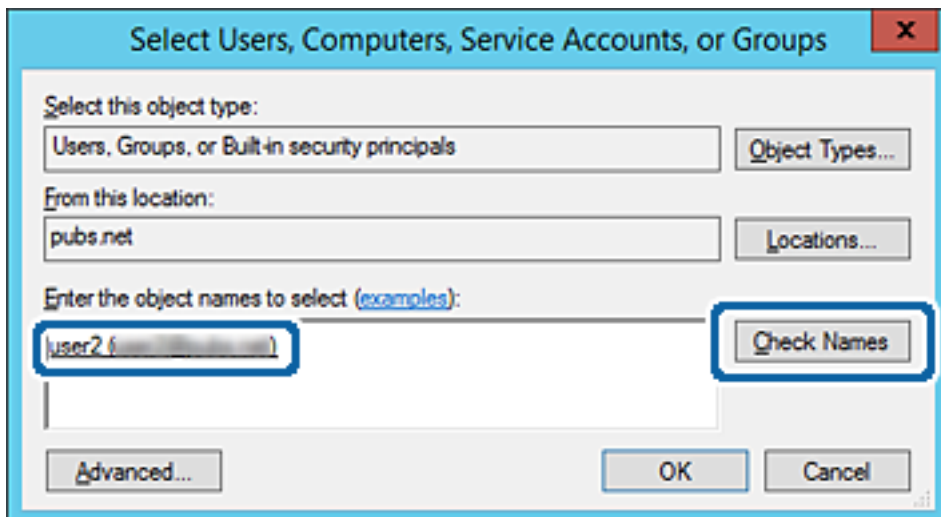 Select Users, Computers, Service Accounts, or Groups
x
Select this object type:
Users, Groups, or Built-in security principals
Object Types...
From this location:
pubs.net
Locations...
Enter the object names to select (examples):
user2 (
)
Check Names
Advanced...
OK
Cancel